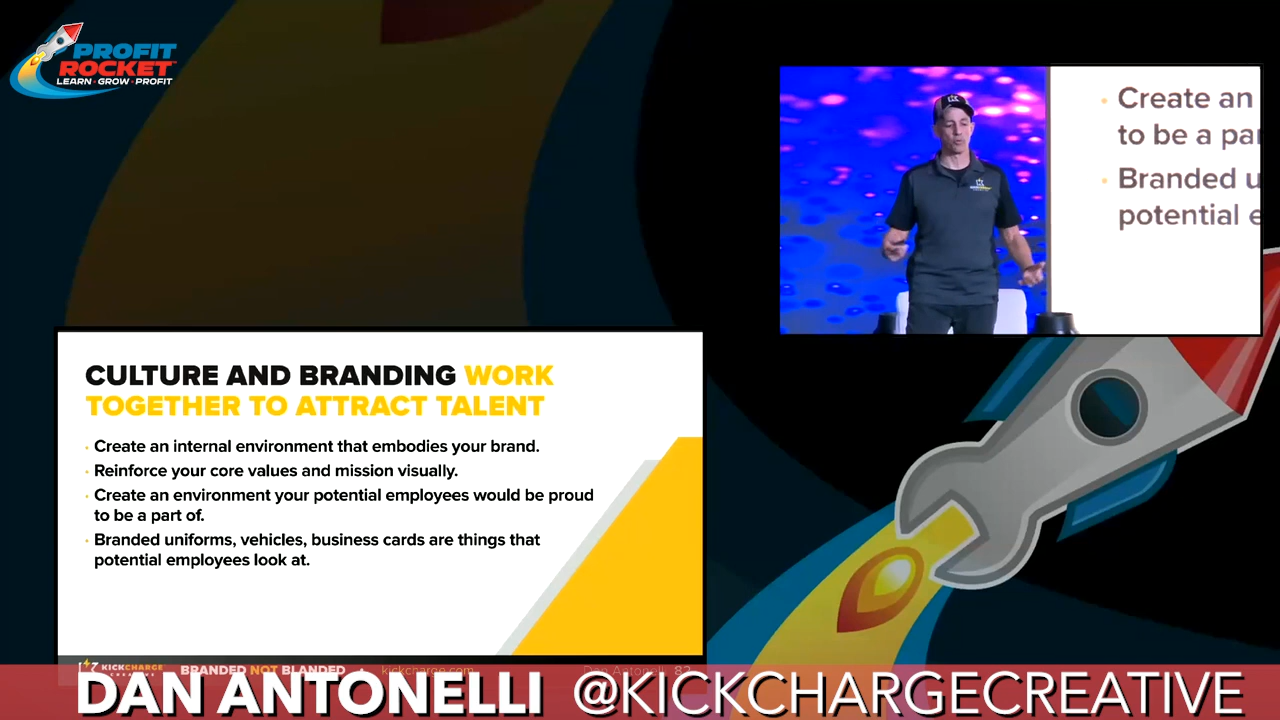 PROFIT
ROCKET
LEARN • GROW • PROFIT
• Create an
to be a par
• Branded u
potential e
CULTURE AND BRANDING WORK
TOGETHER TO ATTRACT TALENT
• Create an internal environment that embodies your brand.
• Reinforce your core values and mission visually.
• Create an environment your potential employees would be proud
to be a part of.
• Branded uniforms, vehicles, business cards are things that
potential employees look at.
KICKCHARGE BRANDED NOT BLANDED • kickcharge.com Dan Antonelli
DAN ANTONELLI @KICKCHARGECREATIVE